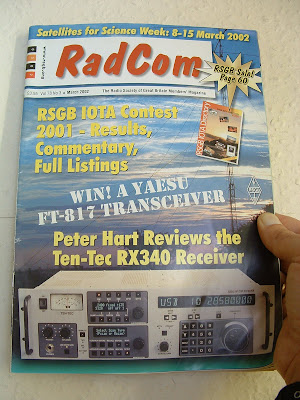 Satellites for Science Week: 8-15 March 2002
RadCom
RSGB Sale!
Page 60
March 2002
The Radio Society of Great Britain Members' Magazine
RSGB IOTA Contest
2001 - Results,
Commentary,
Full Listings
WIN! A YAESU
FT-817 TRANSCEIVER
Peter Hart Reviews the
Ten-Tec RX340 Receiver